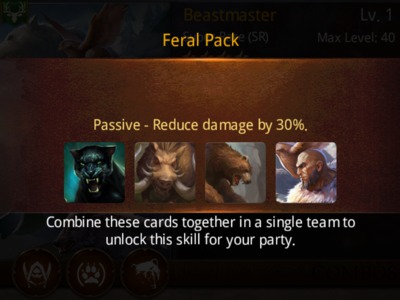 Beastmaster
Lv. 1
Feral Pack
(SR)
Max Level: 40
Passive - Reduce damage by 30%.
Combine these cards together in a single team to
unlock this skill for your party.